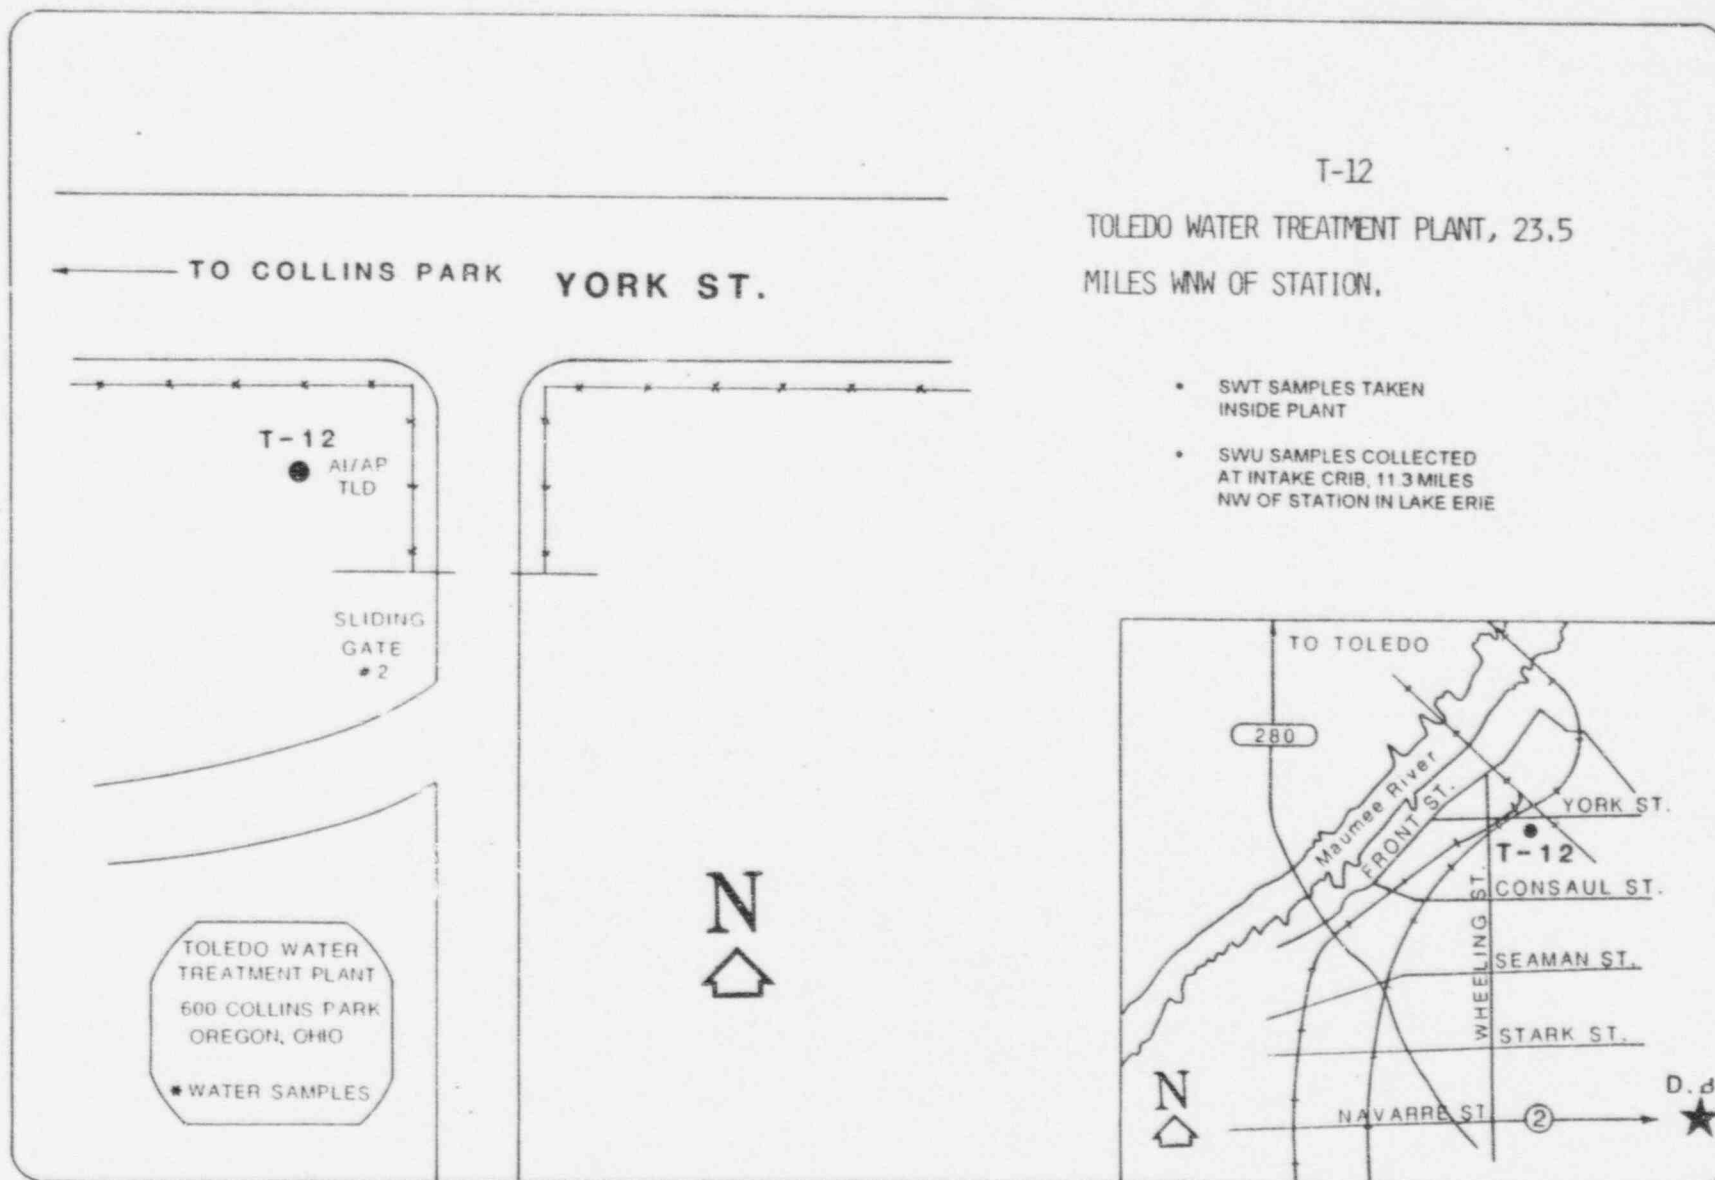 T-12
TOLEDO WATER TREATMENT PLANT, 23.5
MILES WNW OF STATION.
• SWT SAMPLES TAKEN
INSIDE PLANT
• SWU SAMPLES COLLECTED
AT INTAKE CRIB, 11.3 MILES
NW OF STATION IN LAKE ERIE
TO COLLINS PARK
YORK ST.
T-12
AI/AP
TLD
SLIDING
GATE
#2
TOLEDO WATER
TREATMENT PLANT
600 COLLINS PARK
OREGON, OHIO
* WATER SAMPLES
N
TO TOLEDO
280
Maumee River
FRONT ST.
YORK ST.
T-12
WHEELING ST.
CONSAUL ST.
SEAMAN ST.
STARK ST.
NAVARRE ST
2
N